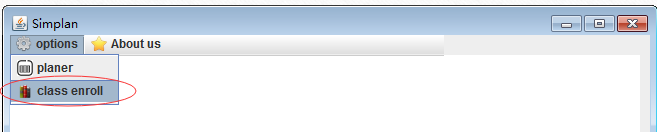 Simplan
options About us
planer
class enroll